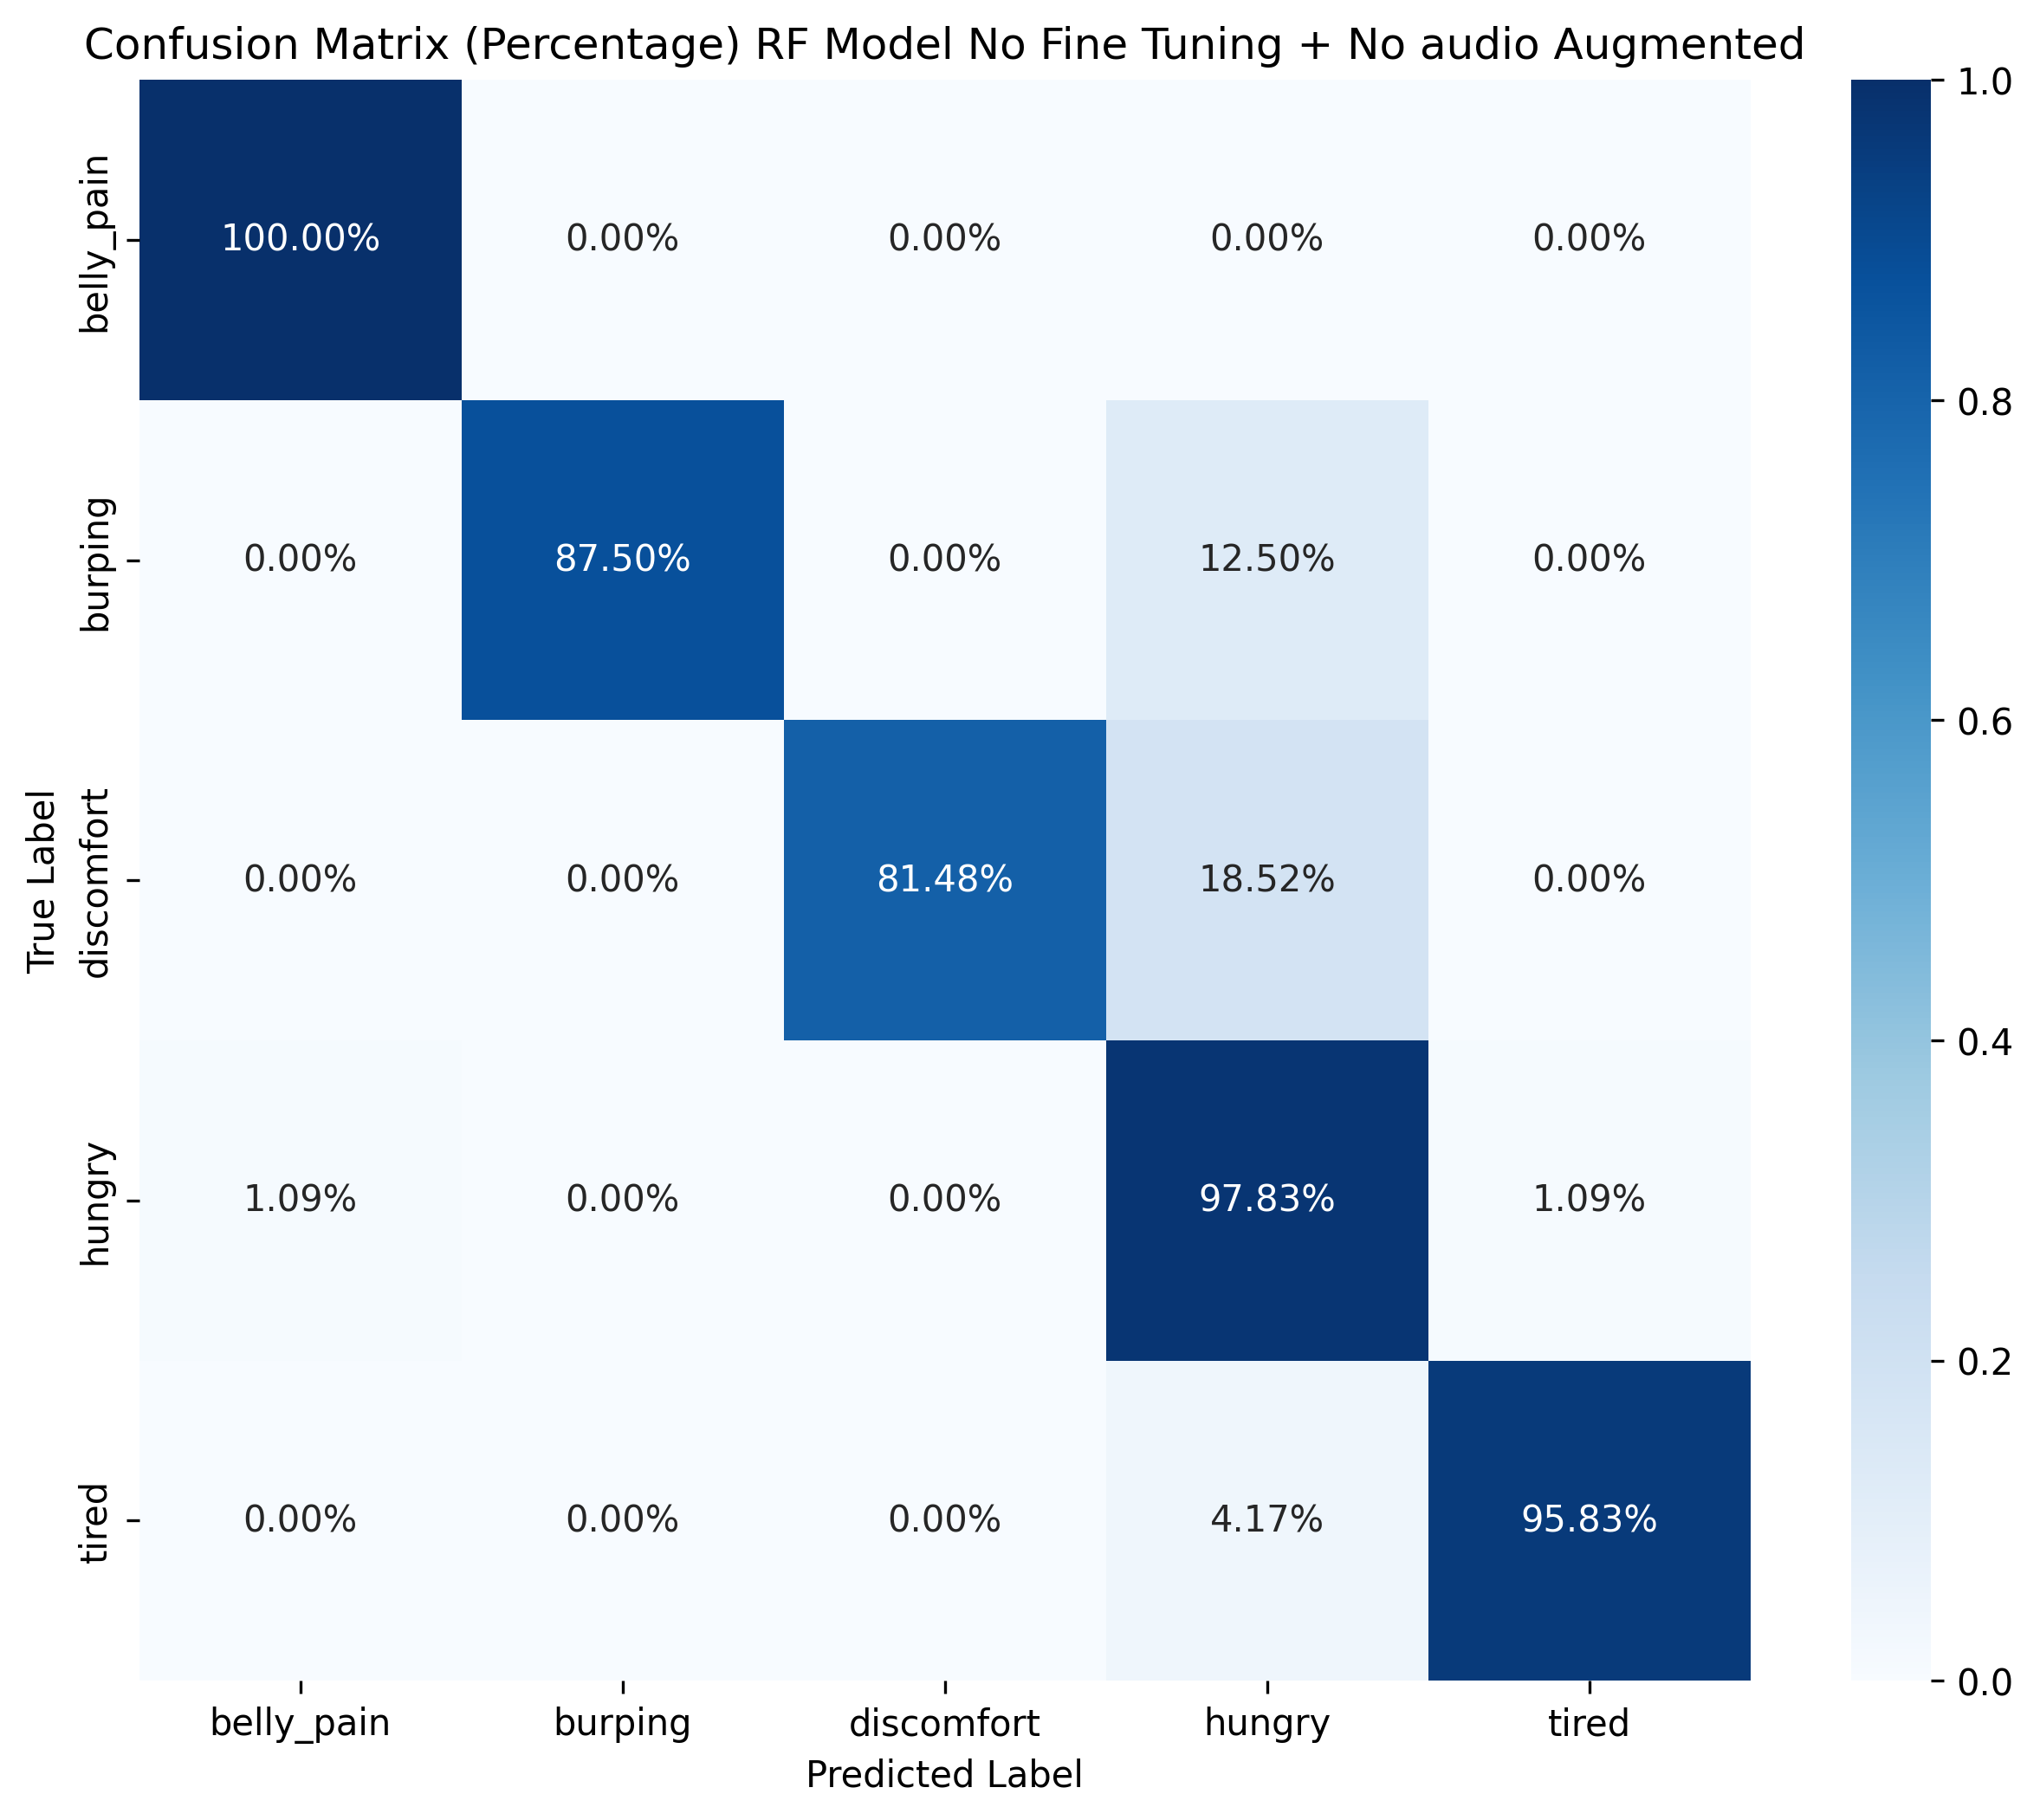 Confusion Matrix (Percentage) RF Model No Fine Tuning + No audio Augmented
True Label
belly_pain
100.00% 0.00% 0.00% 0.00% 0.00%
burping
0.00% 87.50% 0.00% 12.50% 0.00%
discomfort
0.00% 0.00% 81.48% 18.52% 0.00%
hungry
1.09% 0.00% 0.00% 97.83% 1.09%
tired
0.00% 0.00% 0.00% 4.17% 95.83%
belly_pain burping discomfort hungry tired
Predicted Label
1.0
0.8
0.6
0.4
0.2
0.0